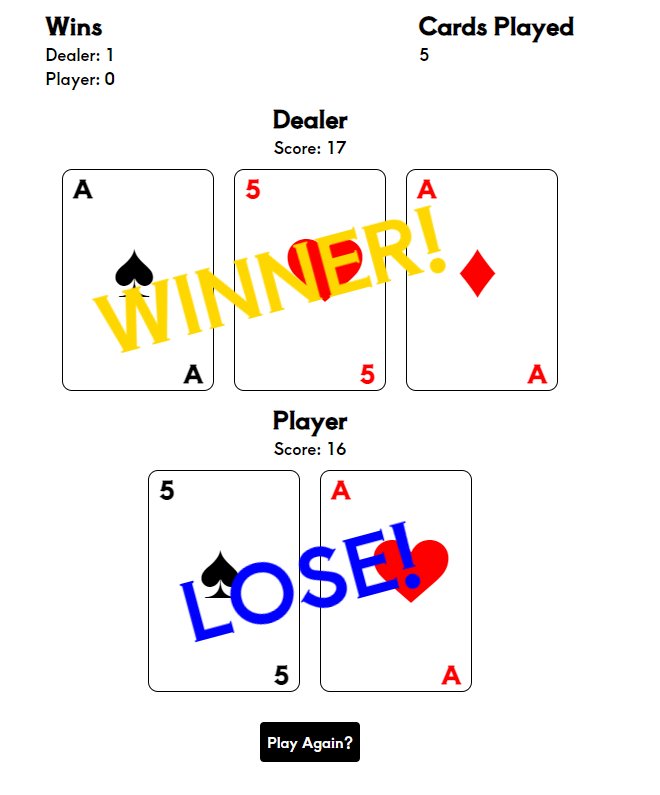 Wins
Dealer: 1
Player: 0
Cards Played
5
Dealer
Score: 17
A
5
A
WINNER!
A
5
A
Player
Score: 16
5
A
LOSE!
5
A
Play Again?